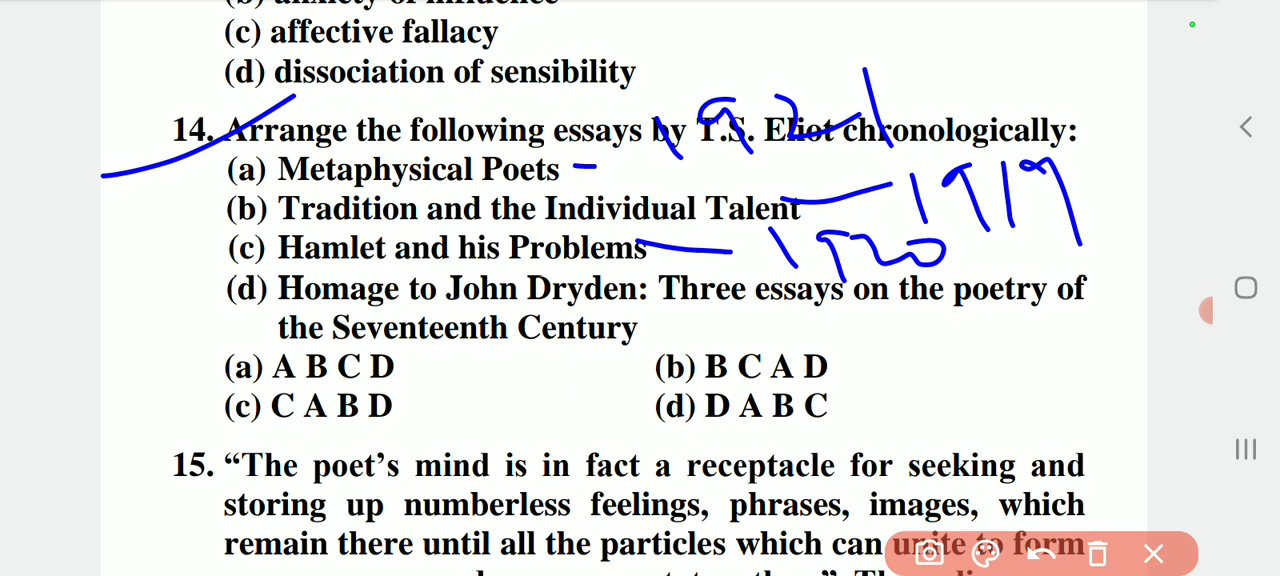 (c) affective fallacy
(d) dissociation of sensibility
1921
14. Arrange the following essays by T.S. Eliot chronologically:
(a) Metaphysical Poets
(b) Tradition and the Individual Talent 1919
(c) Hamlet and his Problems 1920
(d) Homage to John Dryden: Three essays on the poetry of
the Seventeenth Century
(a) A B C D (b) B C A D
(c) C A B D (d) D A B C
15. “The poet’s mind is in fact a receptacle for seeking and
storing up numberless feelings, phrases, images, which
remain there until all the particles which can unite to form